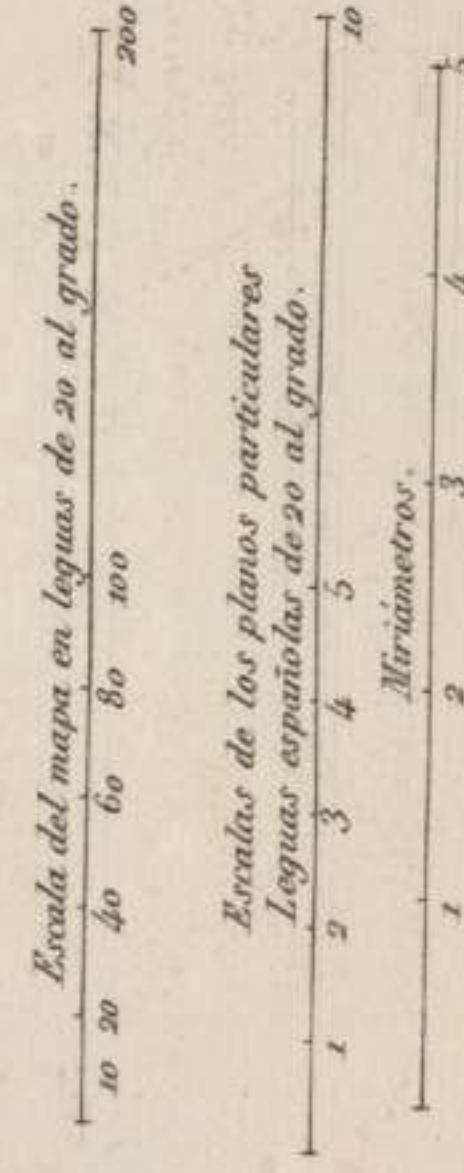 Escala del mapa en leguas de 20 al grado.
10 20 40 60 80 100 200
Escalas de los planos particulares
Leguas españolas de 20 al grado.
1 2 3 4 5 10
Miriámetros.
1 2 3 4 5